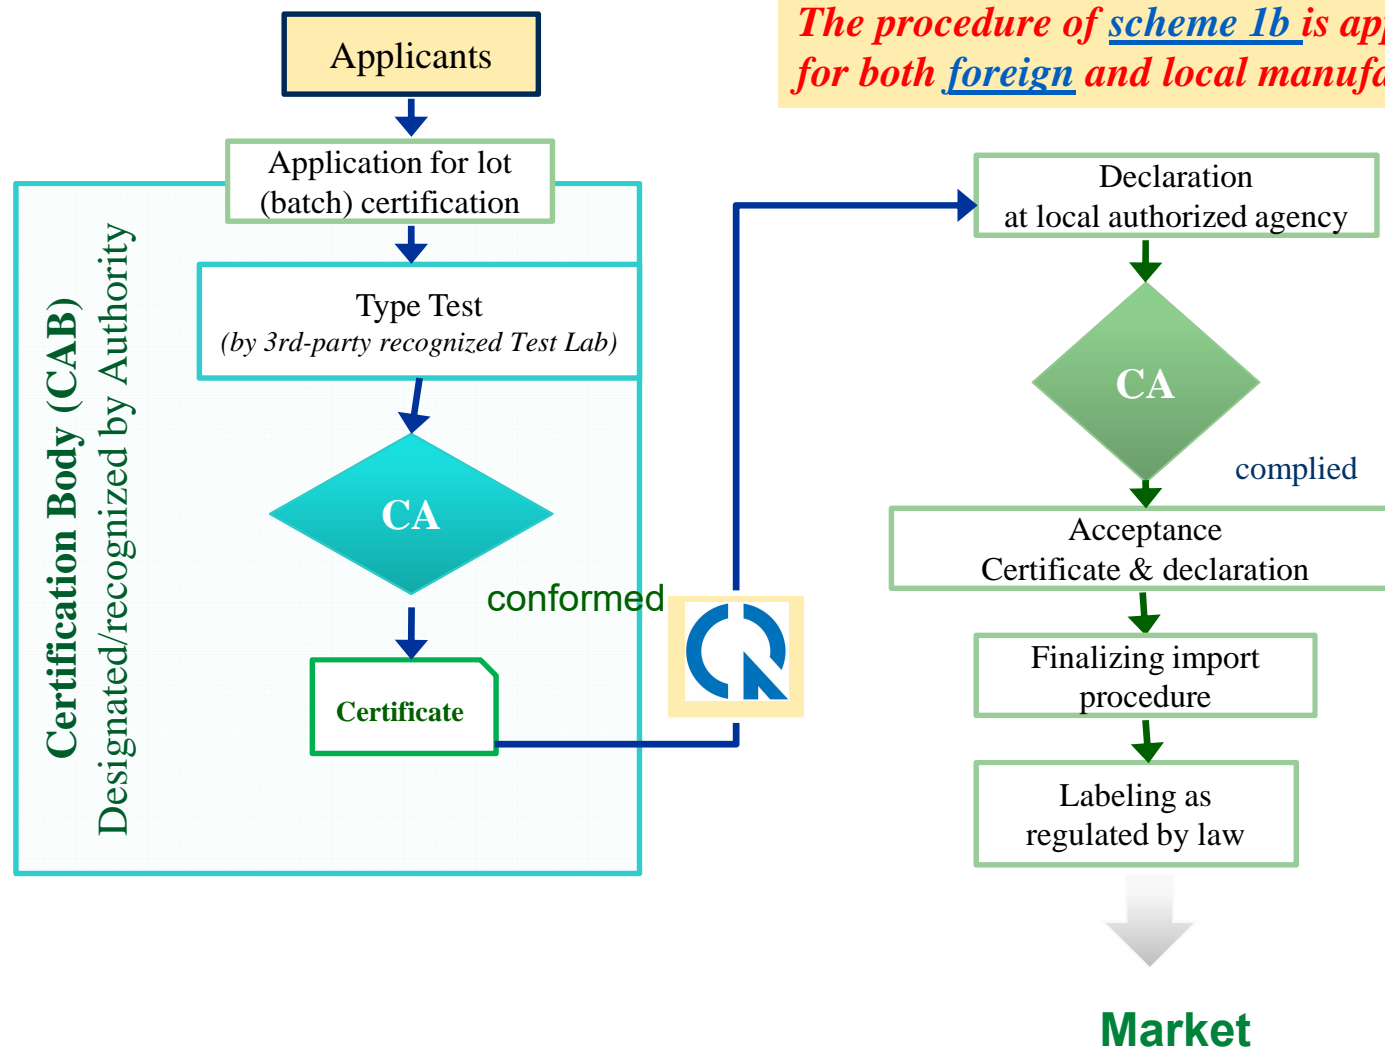 Applicants
The procedure of scheme 1b is
for both foreign and local
Application for lot
(batch) certification
Certification Body (CAB)
Designated/recognized by Authority
Type Test
(by 3rd-party recognized Test Lab)
CA
conformed
Certificate
Declaration
at local authorized agency
CA
complied
Acceptance
Certificate & declaration
Finalizing import
procedure
Labeling as
regulated by law
Market